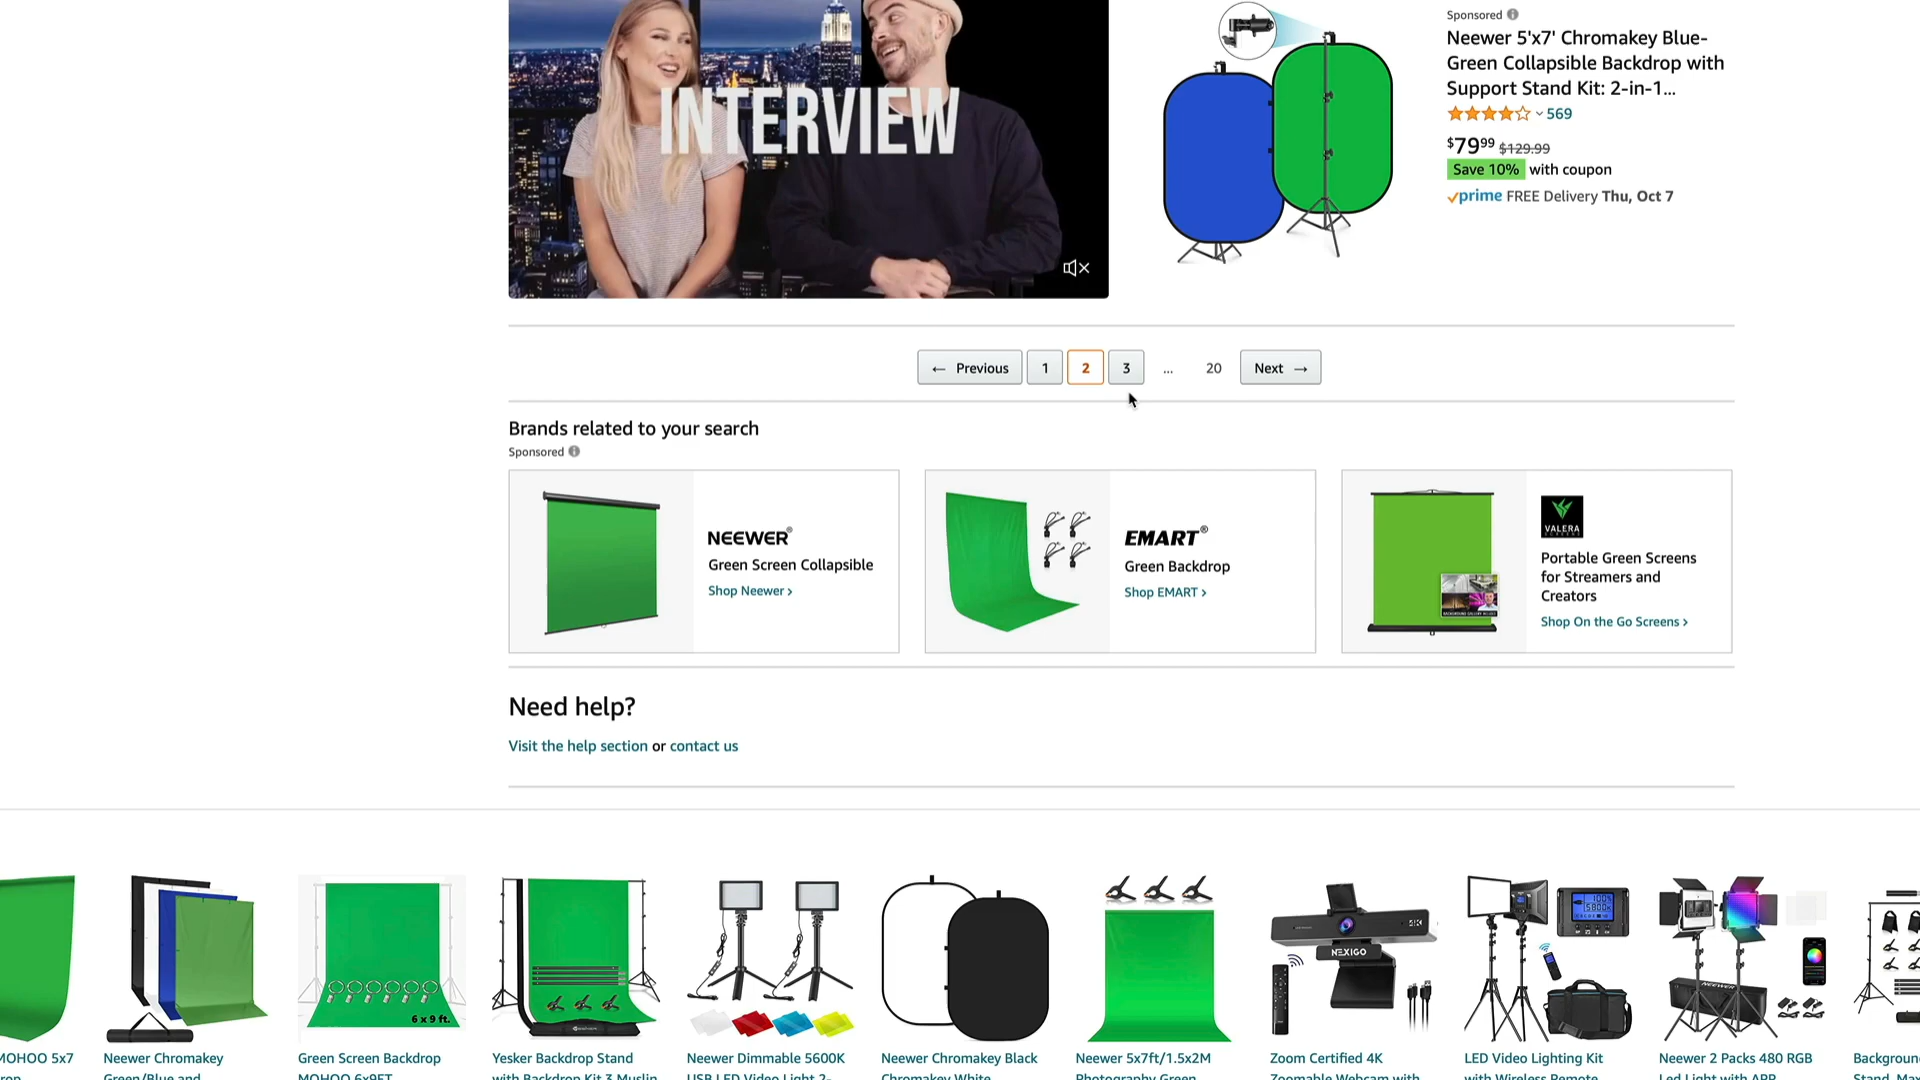 INTERVIEW
Sponsored
Neewer 5'x7' Chromakey Blue-
Green Collapsible Backdrop with
Support Stand Kit: 2-in-1...
569
$7999 $129.99
Save 10% with coupon
prime FREE Delivery Thu, Oct 7
← Previous 1 2 3 ... 20 Next →
Brands related to your search
Sponsored
NEEWER®
Green Screen Collapsible
Shop Neewer ›
EMART®
Green Backdrop
Shop EMART ›
VALERA
Portable Green Screens
for Streamers and
Creators
Shop On the Go Screens ›
Need help?
Visit the help section or contact us
6 x 9 ft.
NEXIGO
4K
NEEWER
MOHOO 5x7
Neewer Chromakey
Green/Blue and
Green Screen Backdrop
MOHOO 6x9FT
Yesker Backdrop Stand
with Backdrop Kit 3 Muslin
Neewer Dimmable 5600K
USB LED Video Light 2-
Neewer Chromakey Black
Chromakey White
Neewer 5x7ft/1.5x2M
Photography Green
Zoom Certified 4K
Zoomable Webcam with
LED Video Lighting Kit
with Wireless Remote
Neewer 2 Packs 480 RGB
Led Light with APP